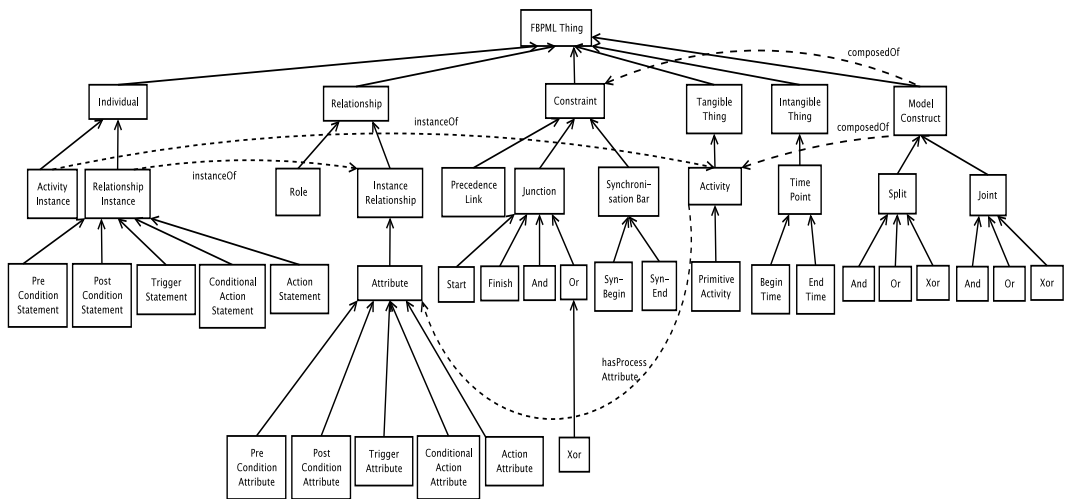 FBPML Thing
composedOf
Individual
Relationship
Constraint
Tangible
Thing
Intangible
Thing
Model
Construct
instanceOf
composedOf
instanceOf
Activity
Instance
Relationship
Instance
Role
Instance
Relationship
Precedence
Link
Junction
Synchroni-
sation Bar
Activity
Time
Point
Split
Joint
Pre
Condition
Statement
Post
Condition
Statement
Trigger
Statement
Conditional
Action
Statement
Action
Statement
Attribute
Start
Finish
And
Or
Syn-
Begin
Syn-
End
Primitive
Activity
Begin
Time
End
Time
And
Or
Xor
And
Or
Xor
hasProcess
Attribute
Pre
Condition
Attribute
Post
Condition
Attribute
Trigger
Attribute
Conditional
Action
Attribute
Action
Attribute
Xor